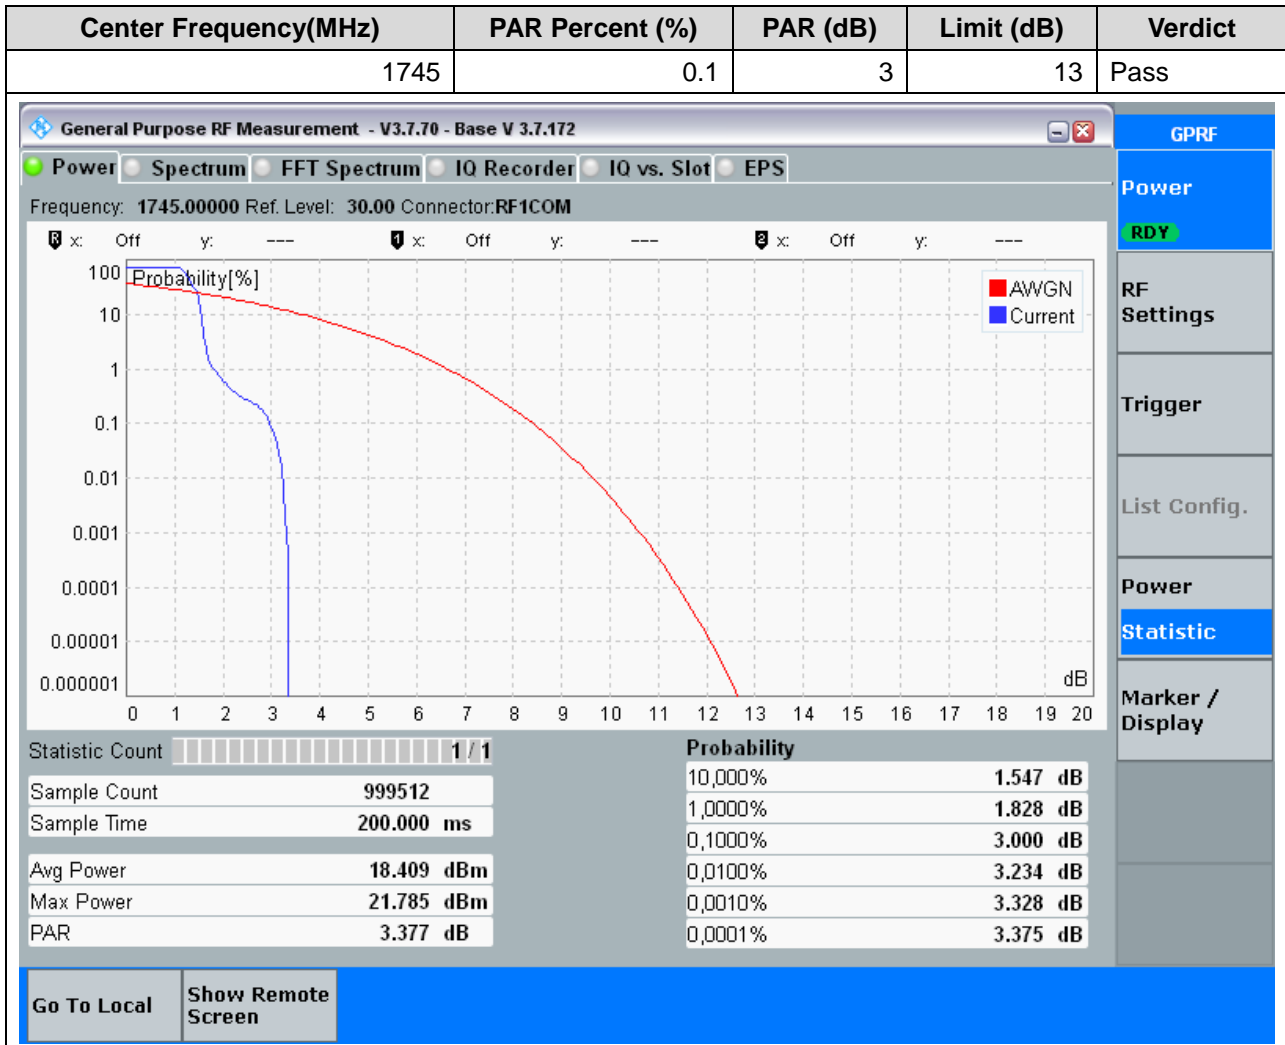 Center Frequency(MHz) PAR Percent (%) PAR (dB) Limit (dB) Verdict
1745 0.1 3 13 Pass
General Purpose RF Measurement - V3.7.70 - Base V 3.7.172
GPRF
Power Spectrum FFT Spectrum IQ Recorder IQ vs. Slot EPS
Power
RDY
Frequency: 1745.00000 Ref. Level: 30.00 Connector:RF1COM
R x: Off y: --- 1 x: Off y: --- 2 x: Off y: ---
Probability[%]
AWGN
Current
100
10
1
0.1
0.01
0.001
0.0001
0.00001
0.000001
dB
0 1 2 3 4 5 6 7 8 9 10 11 12 13 14 15 16 17 18 19 20
RF
Settings
Trigger
List Config.
Power
Statistic
Marker /
Display
Statistic Count 1 / 1
Sample Count 999512
Sample Time 200.000 ms
Avg Power 18.409 dBm
Max Power 21.785 dBm
PAR 3.377 dB
Probability
10,000% 1.547 dB
1,0000% 1.828 dB
0,1000% 3.000 dB
0,0100% 3.234 dB
0,0010% 3.328 dB
0,0001% 3.375 dB
Go To Local
Show Remote
Screen